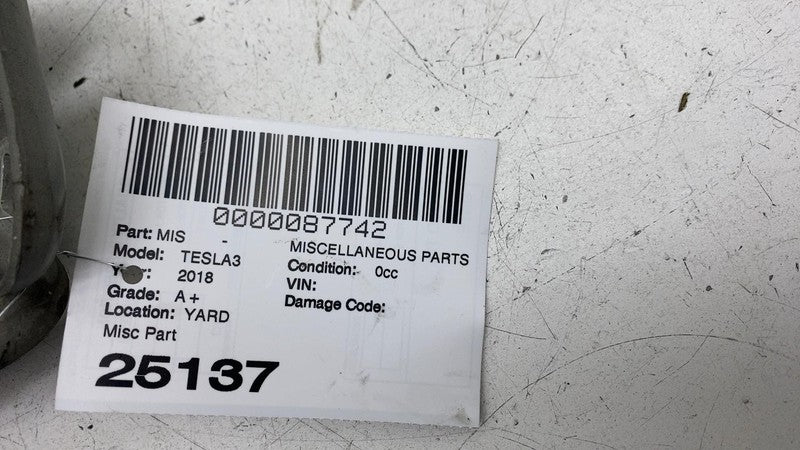 0000087742
Part: MIS - MISCELLANEOUS PARTS
Model: TESLA3 Condition: 0cc
2018 VIN:
Grade: A+ Damage Code:
Location: YARD
Misc Part
25137